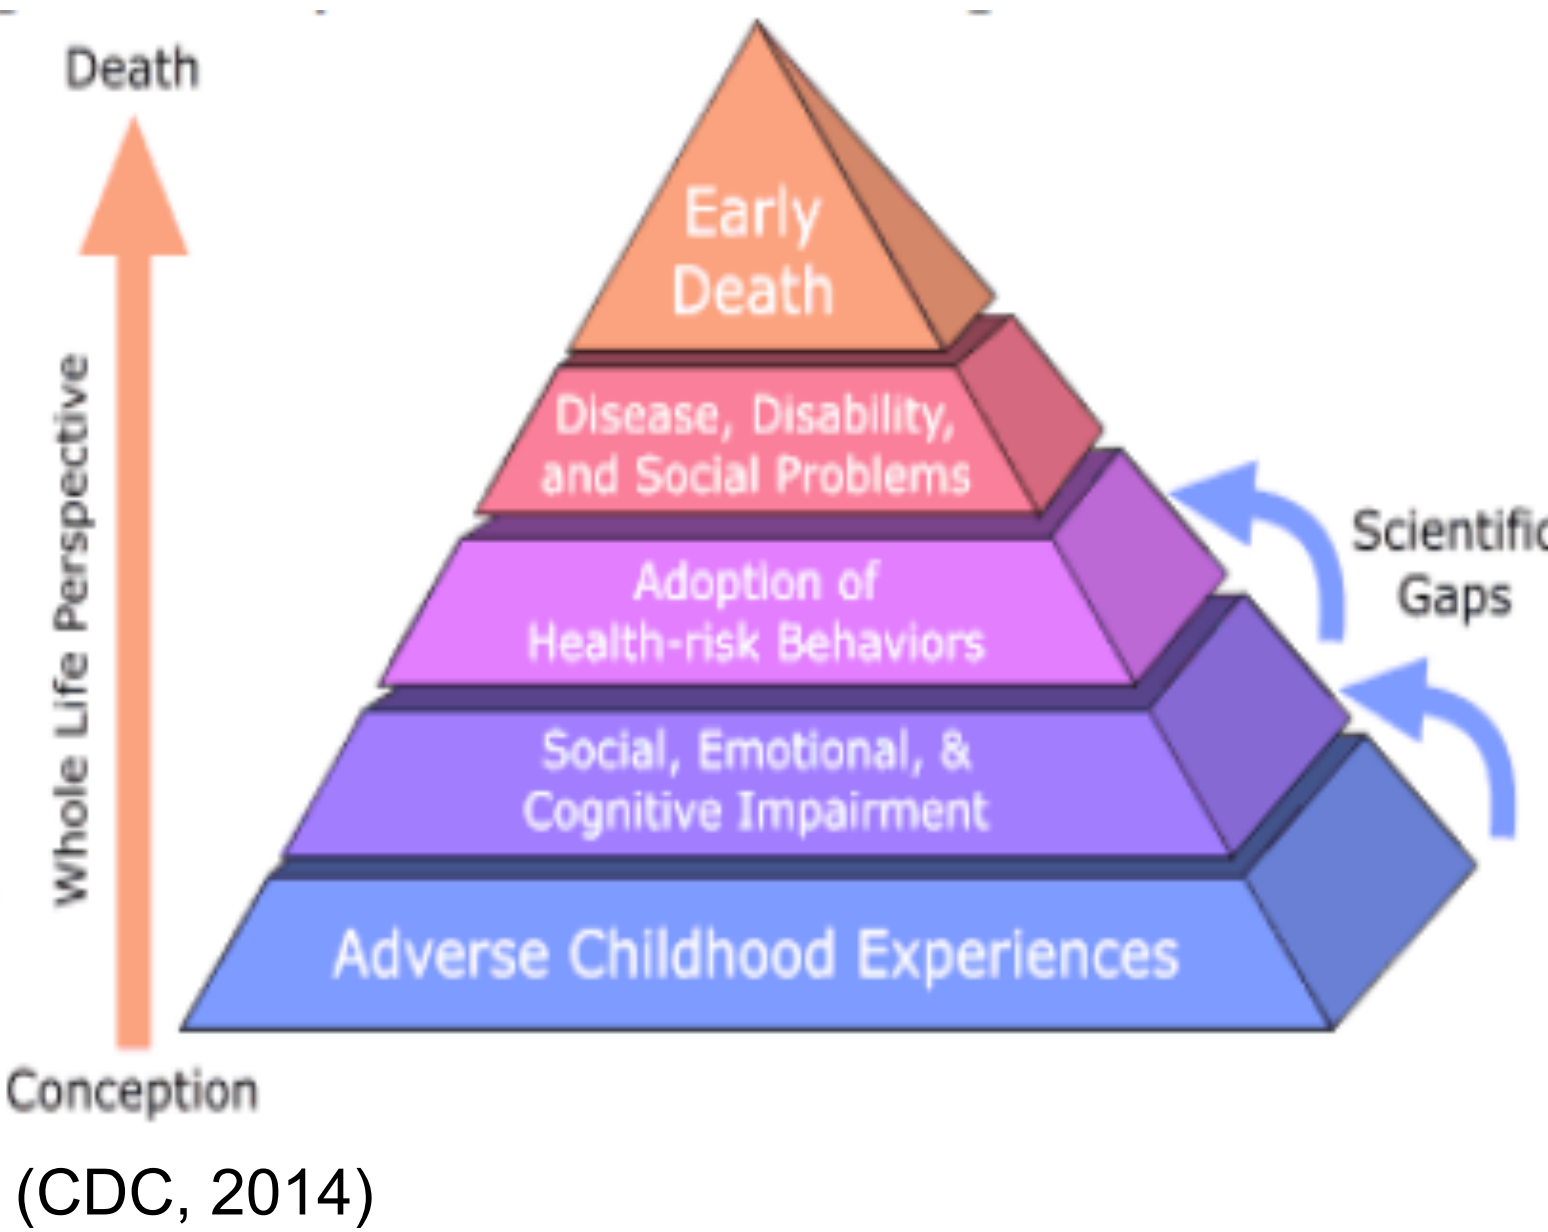 Death
Whole Life Perspective
Conception
Early
Death
Disease, Disability,
and Social Problems
Adoption of
Health-risk Behaviors
Social, Emotional, &
Cognitive Impairment
Adverse Childhood Experiences
Scientific
Gaps
(CDC, 2014)